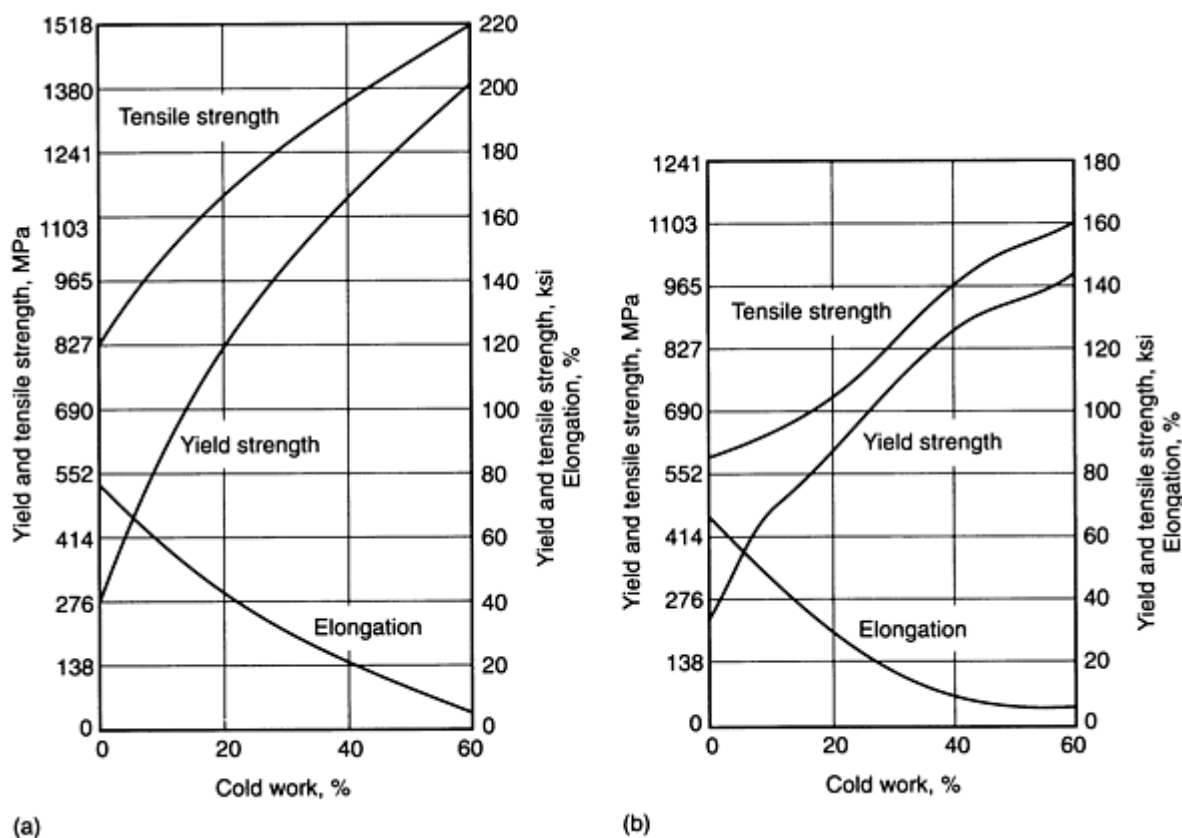 1518
1380
1241
1103
965
827
690
552
414
276
138
0
Yield and tensile strength, MPa
Tensile strength
Yield strength
Elongation
220
200
180
160
140
120
100
80
60
40
20
0
Yield and tensile strength, ksi
Elongation, %
0 20 40 60
Cold work, %
(a)
1241
1103
965
827
690
552
414
276
138
0
Yield and tensile strength, MPa
Tensile strength
Yield strength
Elongation
180
160
140
120
100
80
60
40
20
0
Yield and tensile strength, ksi
Elongation, %
0 20 40 60
Cold work, %
(b)